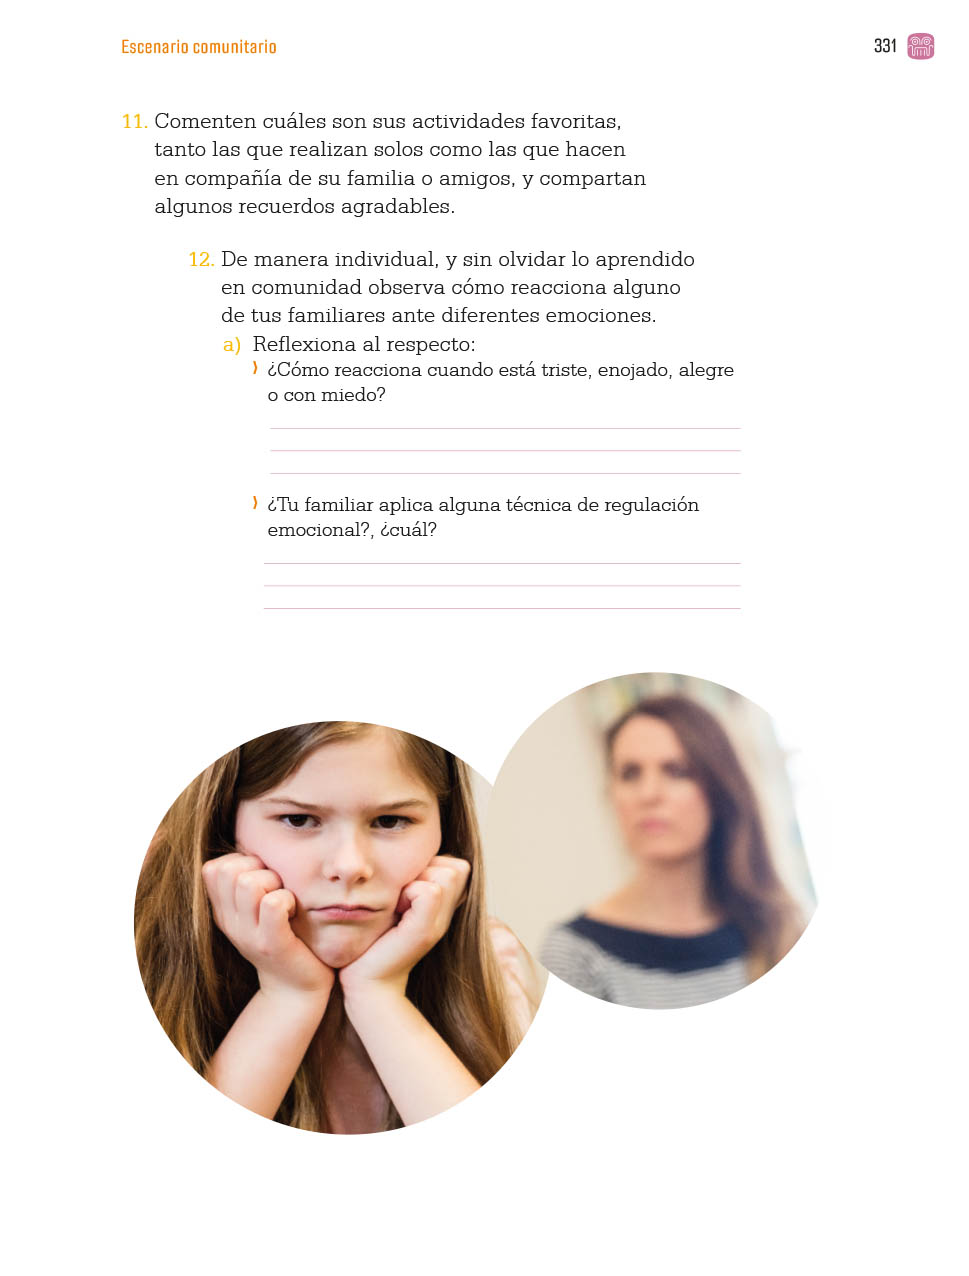 Escenario comunitario
331
11. Comenten cuáles son sus actividades favoritas,
tanto las que realizan solos como las que hacen
en compañía de su familia o amigos, y compartan
algunos recuerdos agradables.
12. De manera individual, y sin olvidar lo aprendido
en comunidad observa cómo reacciona alguno
de tus familiares ante diferentes emociones.
a) Reflexiona al respecto:
¿Cómo reacciona cuando está triste, enojado, alegre
o con miedo?
¿Tu familiar aplica alguna técnica de regulación
emocional?, ¿cuál?